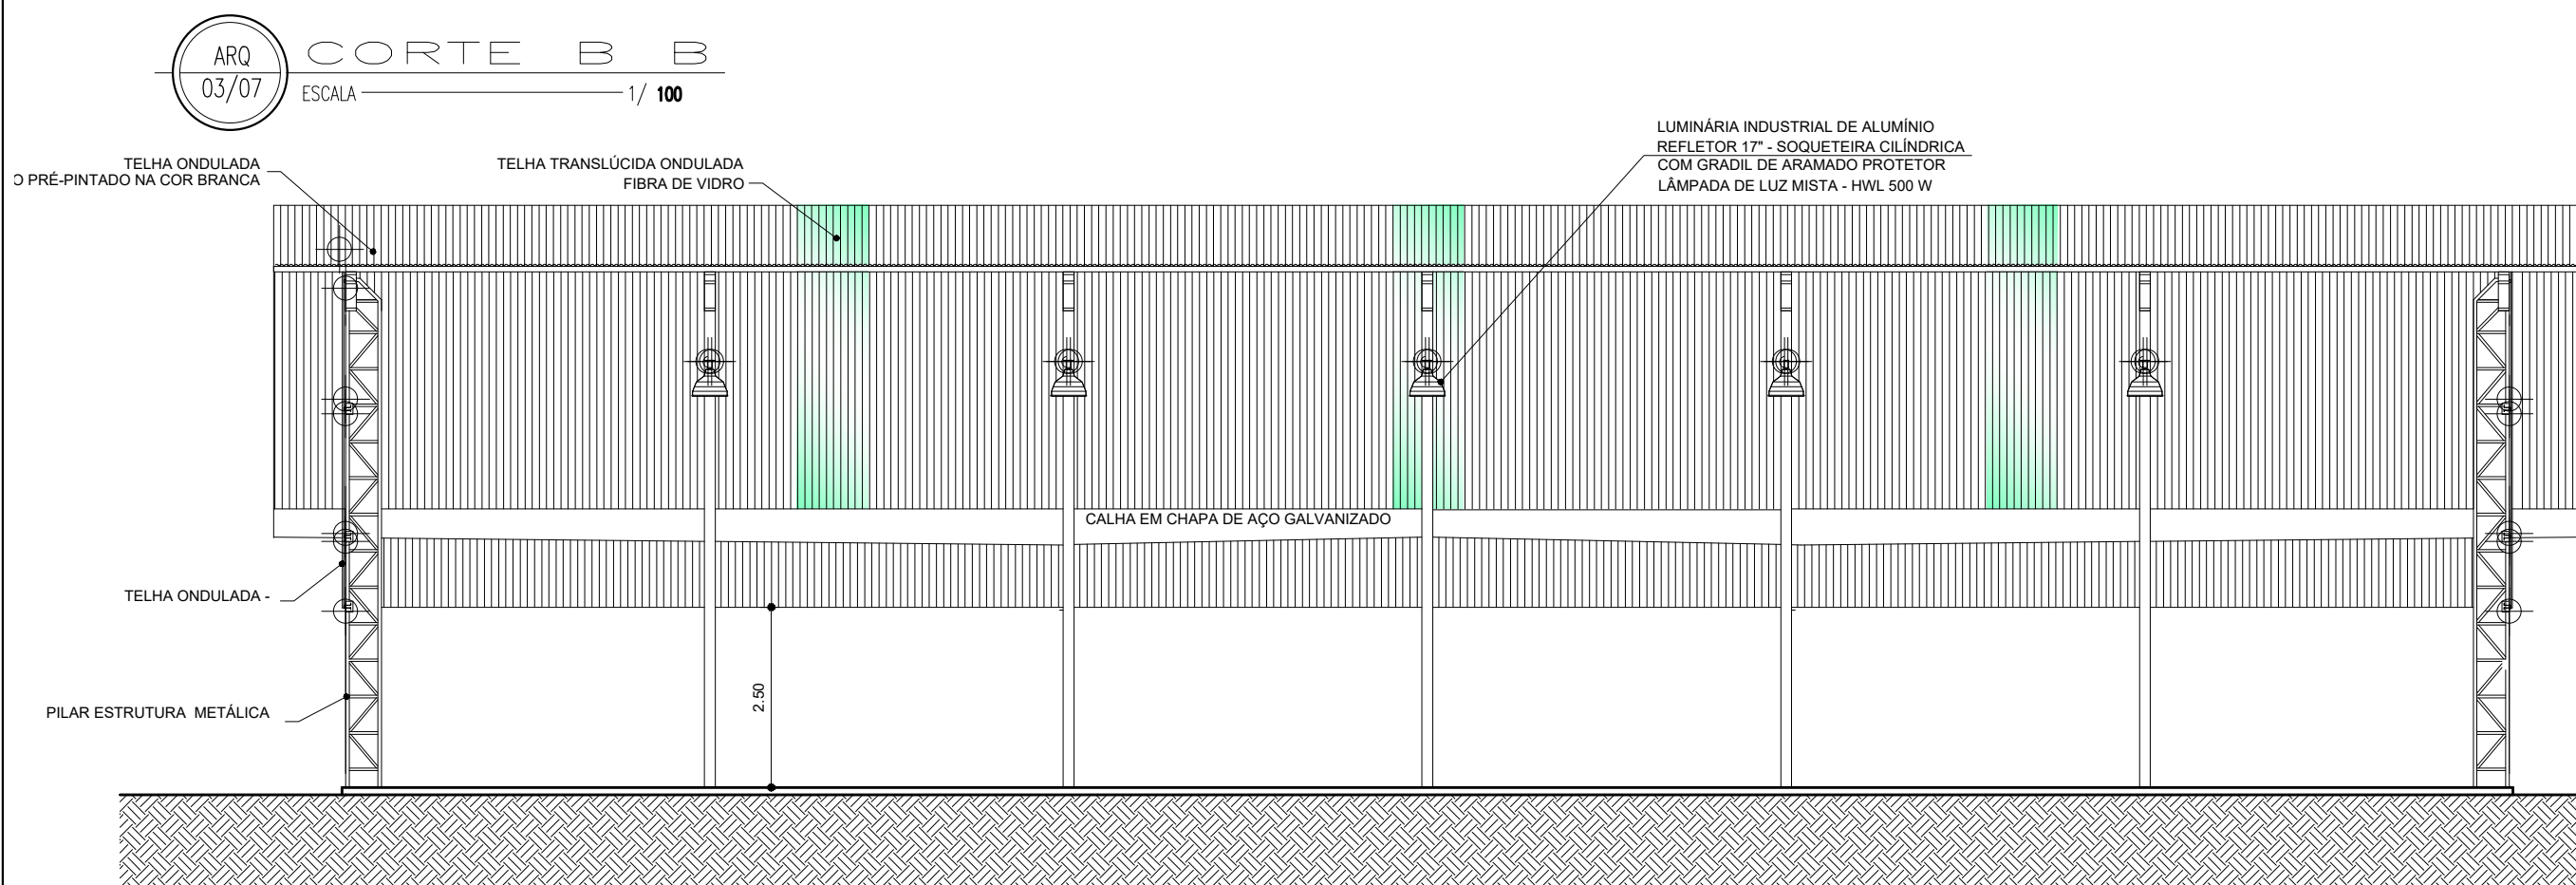 ARQ
03/07
CORTE B B
ESCALA 1/ 100
TELHA ONDULADA
O PRÉ-PINTADO NA COR BRANCA
TELHA TRANSLÚCIDA ONDULADA
FIBRA DE VIDRO
LUMINÁRIA INDUSTRIAL DE ALUMÍNIO
REFLETOR 17" - SOQUETEIRA CILÍNDRICA
COM GRADIL DE ARAMADO PROTETOR
LÂMPADA DE LUZ MISTA - HWL 500 W
CALHA EM CHAPA DE AÇO GALVANIZADO
TELHA ONDULADA -
2.50
PILAR ESTRUTURA METÁLICA